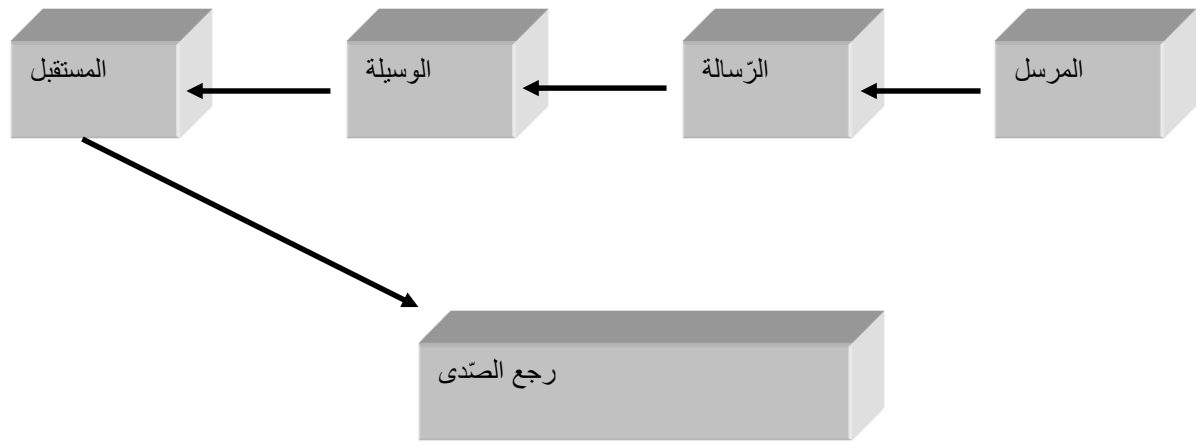 المرسل
الرّسالة
الوسيلة
المستقبل
رجع الصّدى